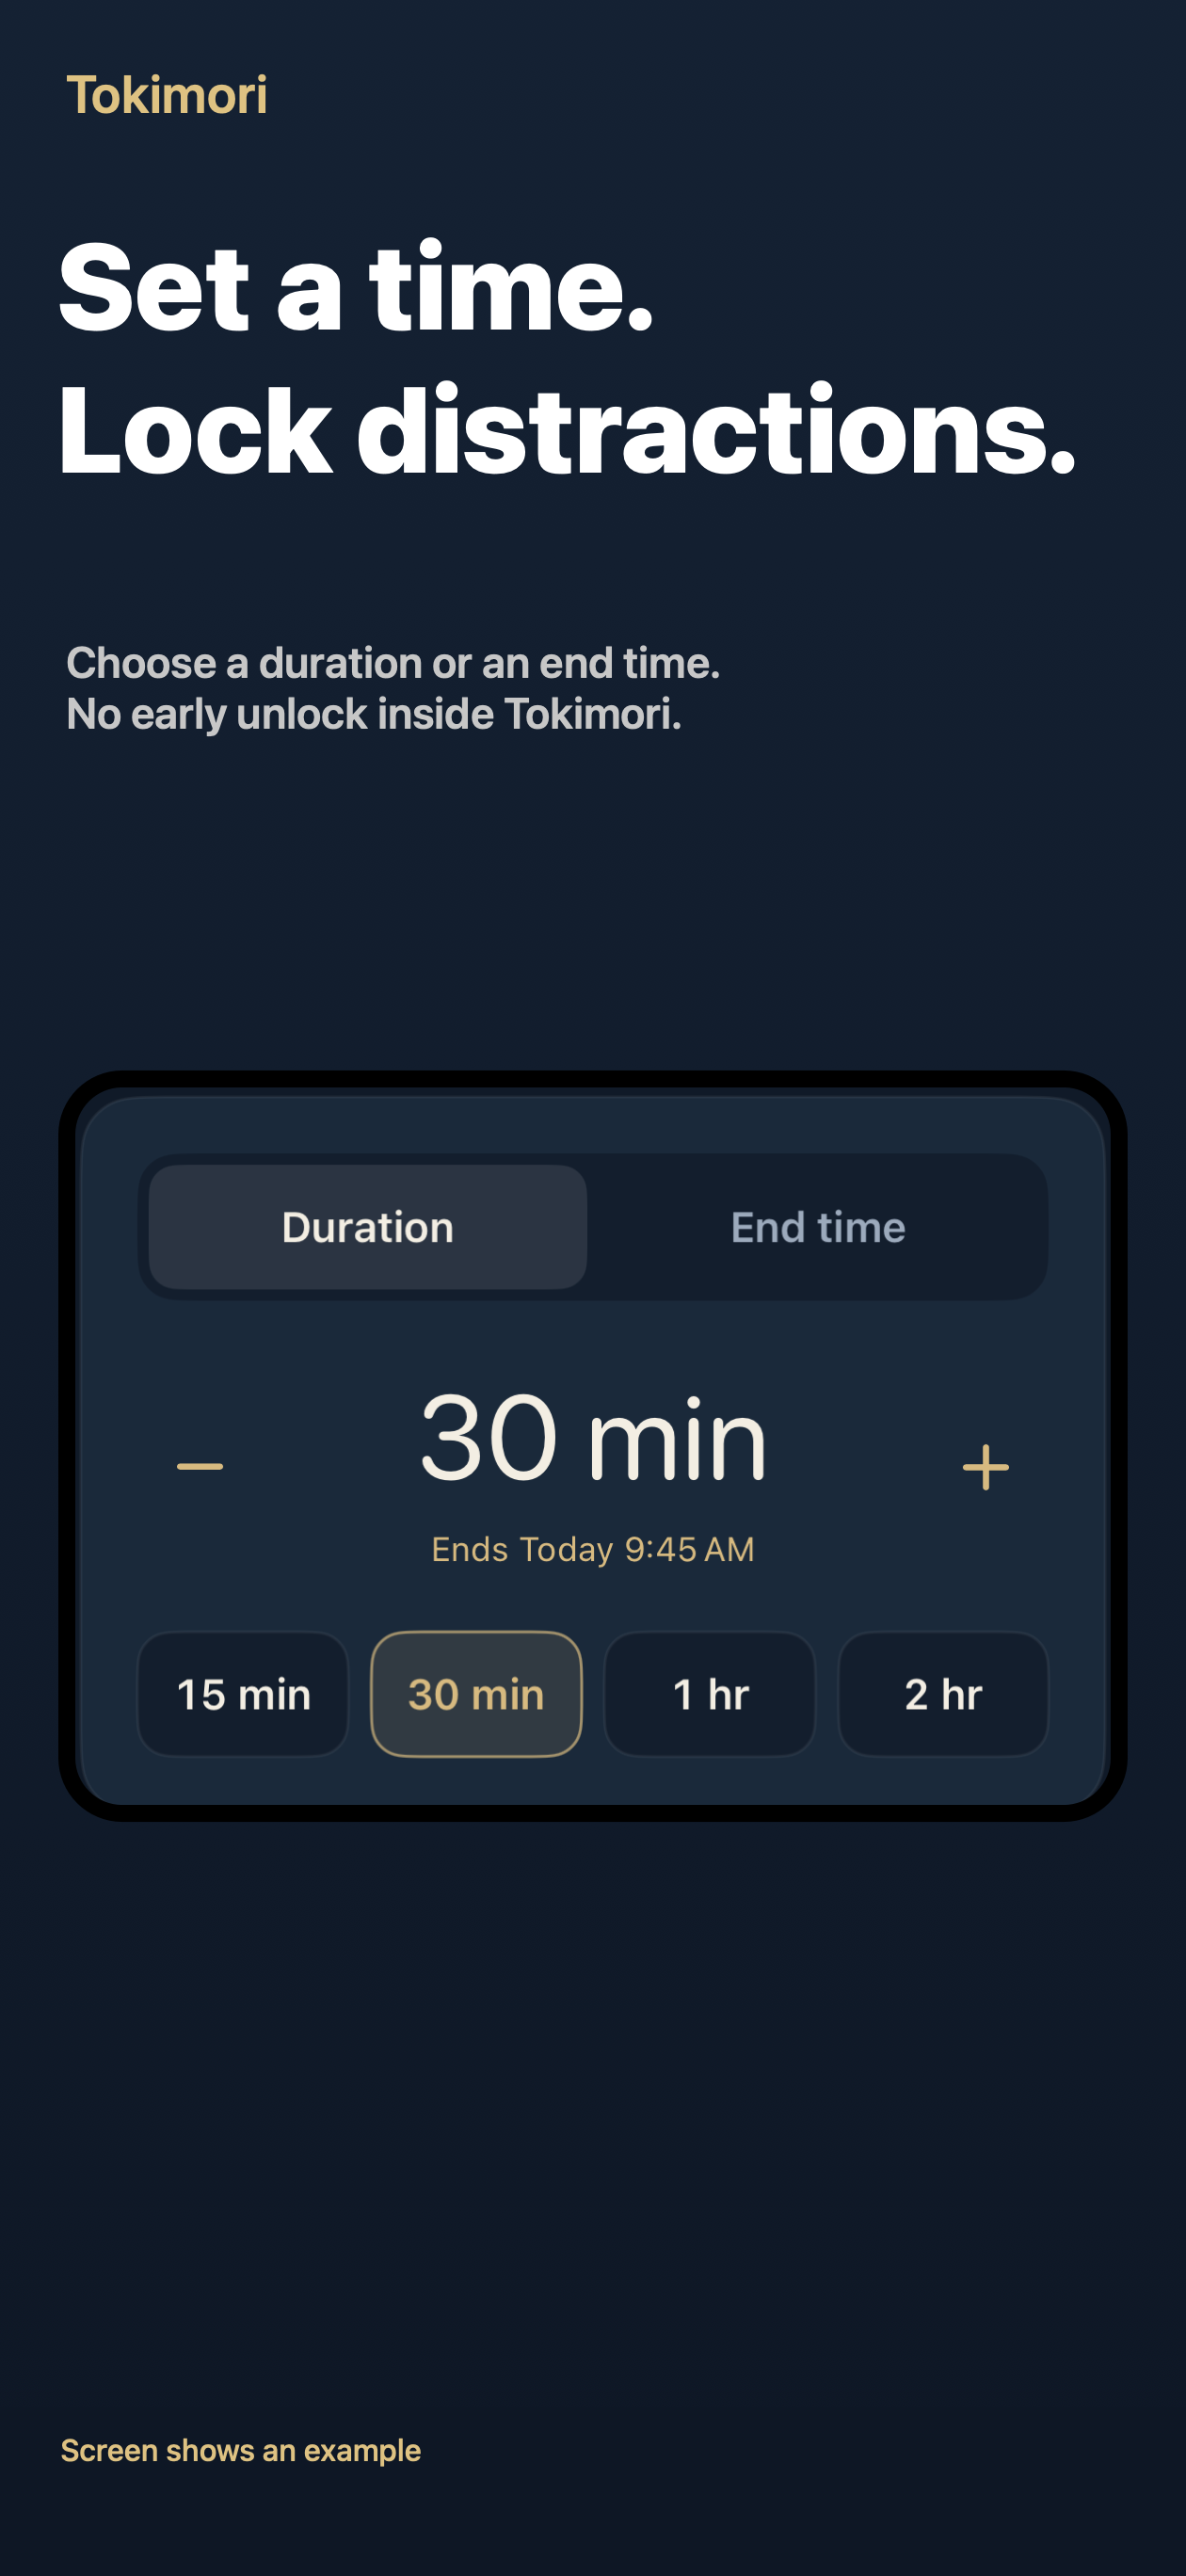 Tokimori
Set a time.
Lock distractions.
Choose a duration or an end time.
No early unlock inside Tokimori.
Duration
End time
30 min
Ends Today 9:45 AM
15 min
30 min
1 hr
2 hr
Screen shows an example